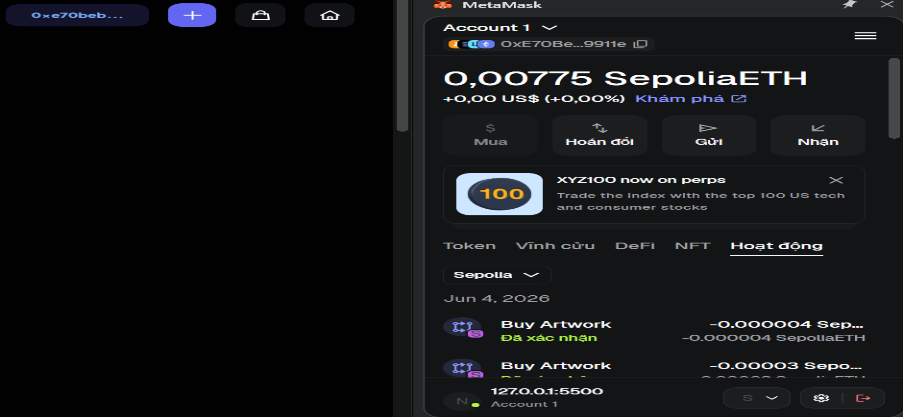 0xe70beb...
MetaMask
Account 1
0xE70Be...9911e
0,00775 SepoliaETH
+0,00 US$ (+0,00%) Khám phá
Mua
Hoán đổi
Gửi
Nhận
100
XYZ100 now on perps
Trade the index with the top 100 US tech
and consumer stocks
Token Vĩnh cửu DeFi NFT Hoạt động
Sepolia
Jun 4, 2026
Buy Artwork -0.000004 Sep...
S Đã xác nhận -0.000004 SepoliaETH
Buy Artwork -0.00003 Sepo...
S
N 127.0.0.1:5500 S
Account 1